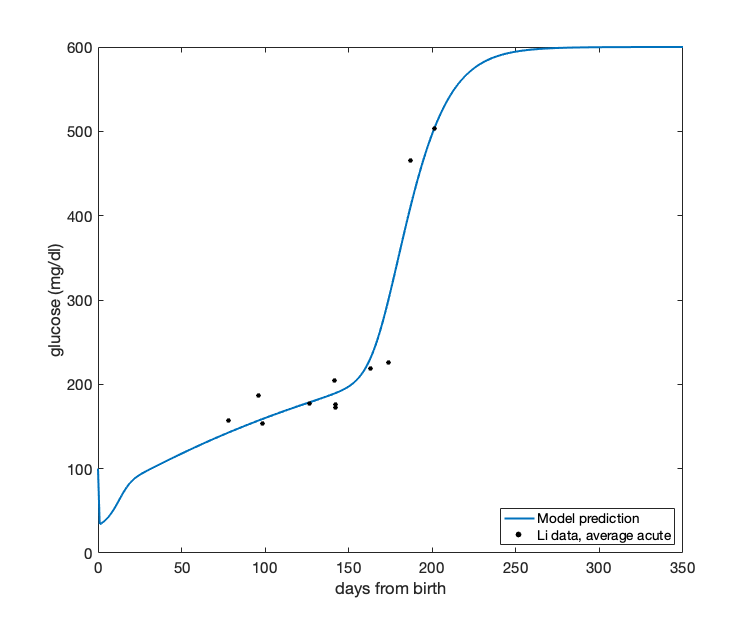 600
500
400
300
200
100
0
glucose (mg/dl)
0 50 100 150 200 250 300 350
days from birth
Model prediction
Li data, average acute